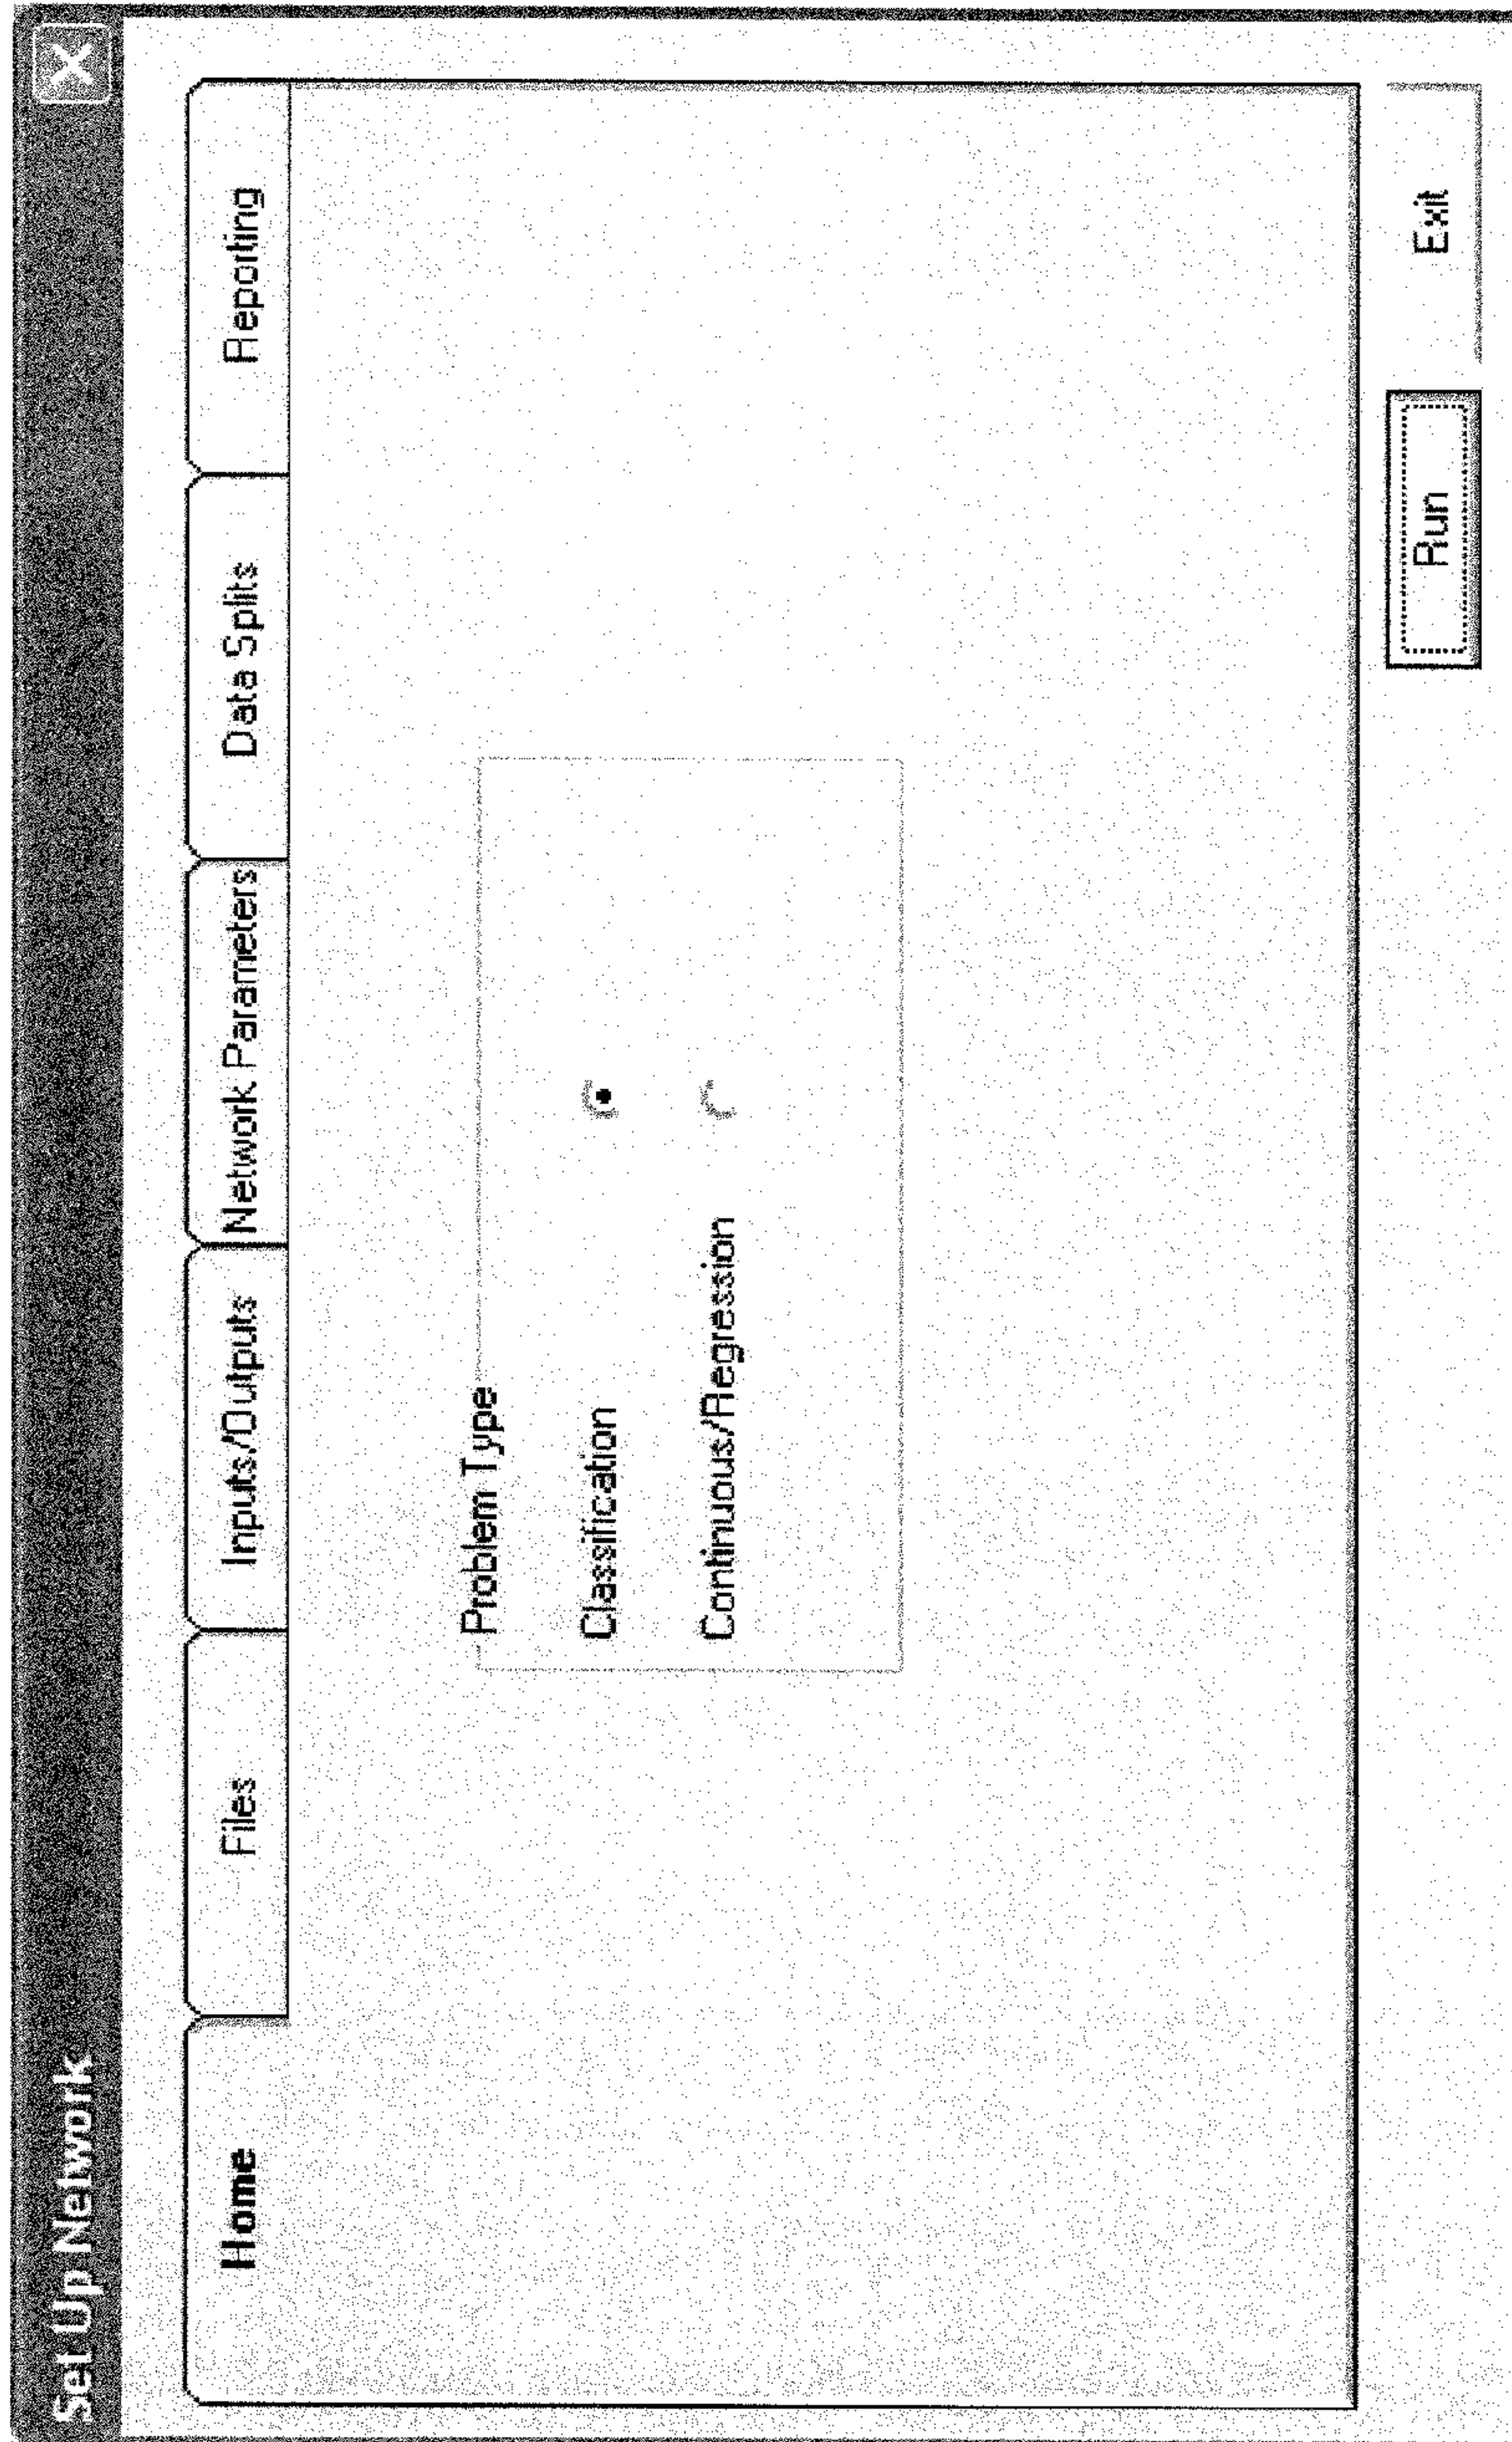 Set Up Network
Home
Files
Inputs/Outputs
Network Parameters
Data Splits
Reporting
Problem Type
Classification
Continuous/Regression
Run
Exit